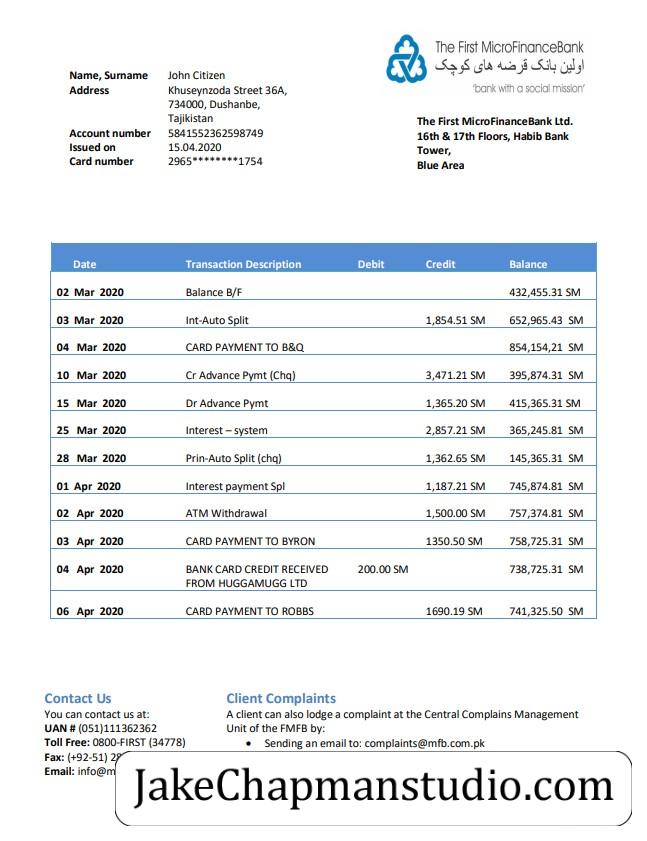 The First MicroFinanceBank
اولین بانک قرضه های کوچک
'bank with a social mission'
Name, Surname John Citizen
Address Khuseynzoda Street 36A,
734000, Dushanbe,
Tajikistan
Account number 5841552362598749
Issued on 15.04.2020
Card number 2965********1754
The First MicroFinanceBank Ltd.
16th & 17th Floors, Habib Bank
Tower,
Blue Area
Date Transaction Description Debit Credit Balance
02 Mar 2020 Balance B/F 432,455.31 SM
03 Mar 2020 Int-Auto Split 1,854.51 SM 652,965.43 SM
04 Mar 2020 CARD PAYMENT TO B&Q 854,154,21 SM
10 Mar 2020 Cr Advance Pymt (Chq) 3,471.21 SM 395,874.31 SM
15 Mar 2020 Dr Advance Pymt 1,365.20 SM 415,365.31 SM
25 Mar 2020 Interest – system 2,857.21 SM 365,245.81 SM
28 Mar 2020 Prin-Auto Split (chq) 1,362.65 SM 145,365.31 SM
01 Apr 2020 Interest payment Spl 1,187.21 SM 745,874.81 SM
02 Apr 2020 ATM Withdrawal 1,500.00 SM 757,374.81 SM
03 Apr 2020 CARD PAYMENT TO BYRON 1350.50 SM 758,725.31 SM
04 Apr 2020 BANK CARD CREDIT RECEIVED 200.00 SM 738,725.31 SM
FROM HUGGAMUGG LTD
06 Apr 2020 CARD PAYMENT TO ROBBS 1690.19 SM 741,325.50 SM
Contact Us
You can contact us at:
UAN # (051)111362362
Toll Free: 0800-FIRST (34778)
Fax: (+92-51) 28
Email: info@m
Client Complaints
A client can also lodge a complaint at the Central Complains Management
Unit of the FMFB by:
• Sending an email to: complaints@mfb.com.pk
JakeChapmanstudio.com